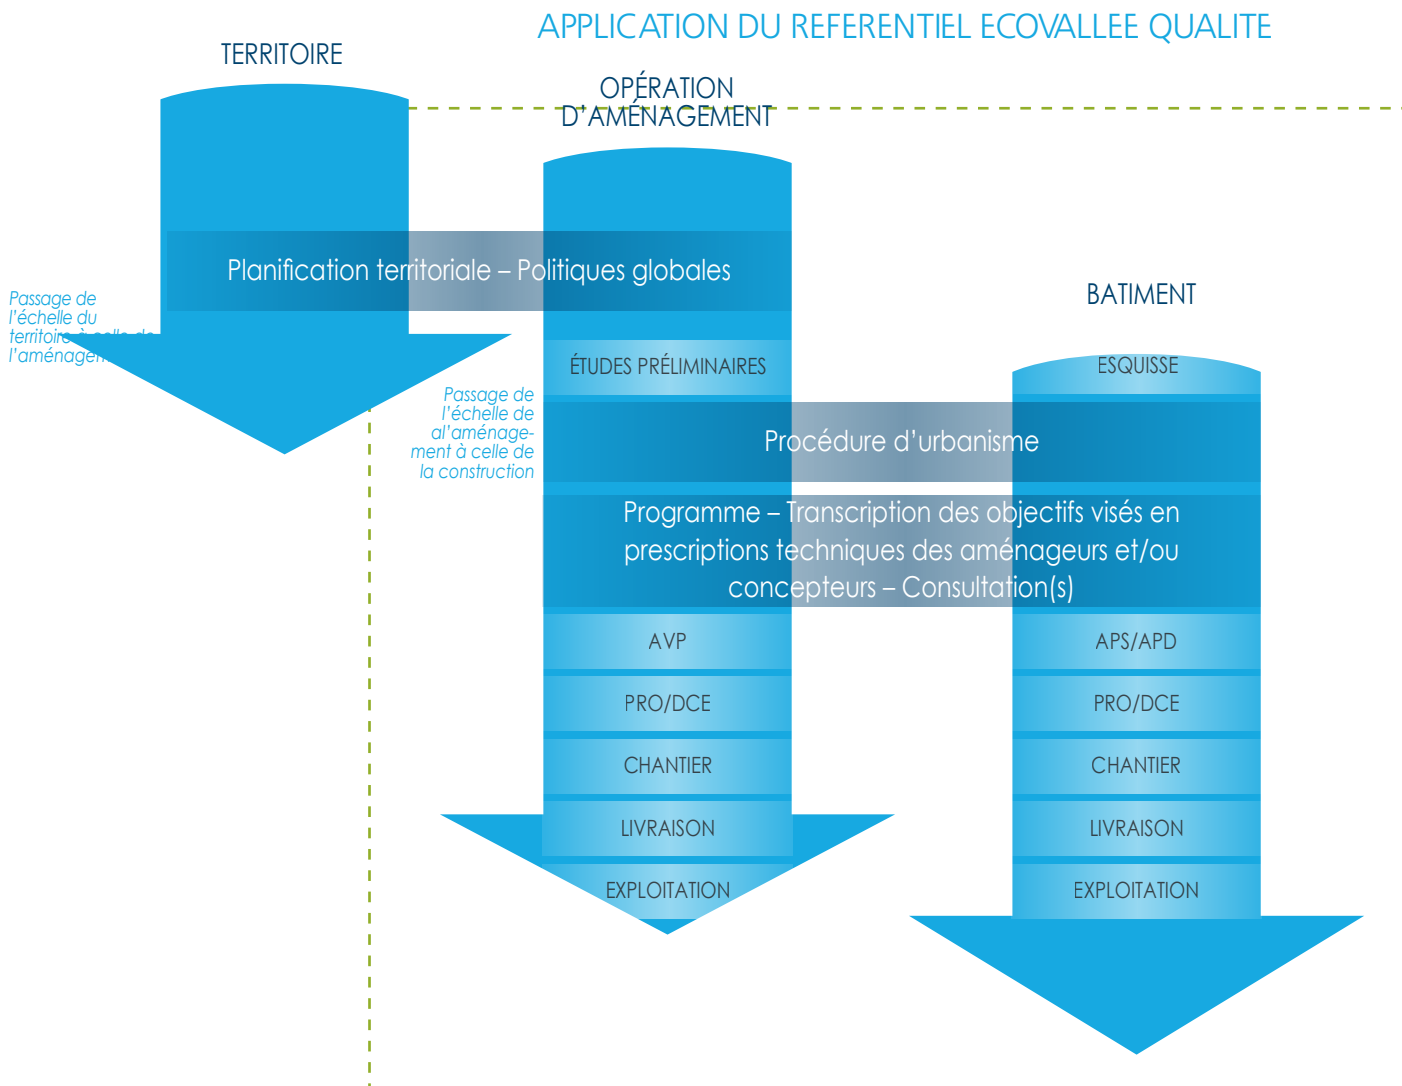 APPLICATION DU REFERENTIEL ECOVALLEE QUALITE
TERRITOIRE
OPÉRATION
D'AMÉNAGEMENT
Planification territoriale – Politiques globales
BATIMENT
Passage de
l'échelle du
territoire à celle de
l'aménagem
ÉTUDES PRÉLIMINAIRES
ESQUISSE
Passage de
l'échelle de
al'aménage-
ment à celle de
la construction
Procédure d'urbanisme
Programme – Transcription des objectifs visés en
prescriptions techniques des aménageurs et/ou
concepteurs – Consultation(s)
AVP
APS/APD
PRO/DCE
PRO/DCE
CHANTIER
CHANTIER
LIVRAISON
LIVRAISON
EXPLOITATION
EXPLOITATION